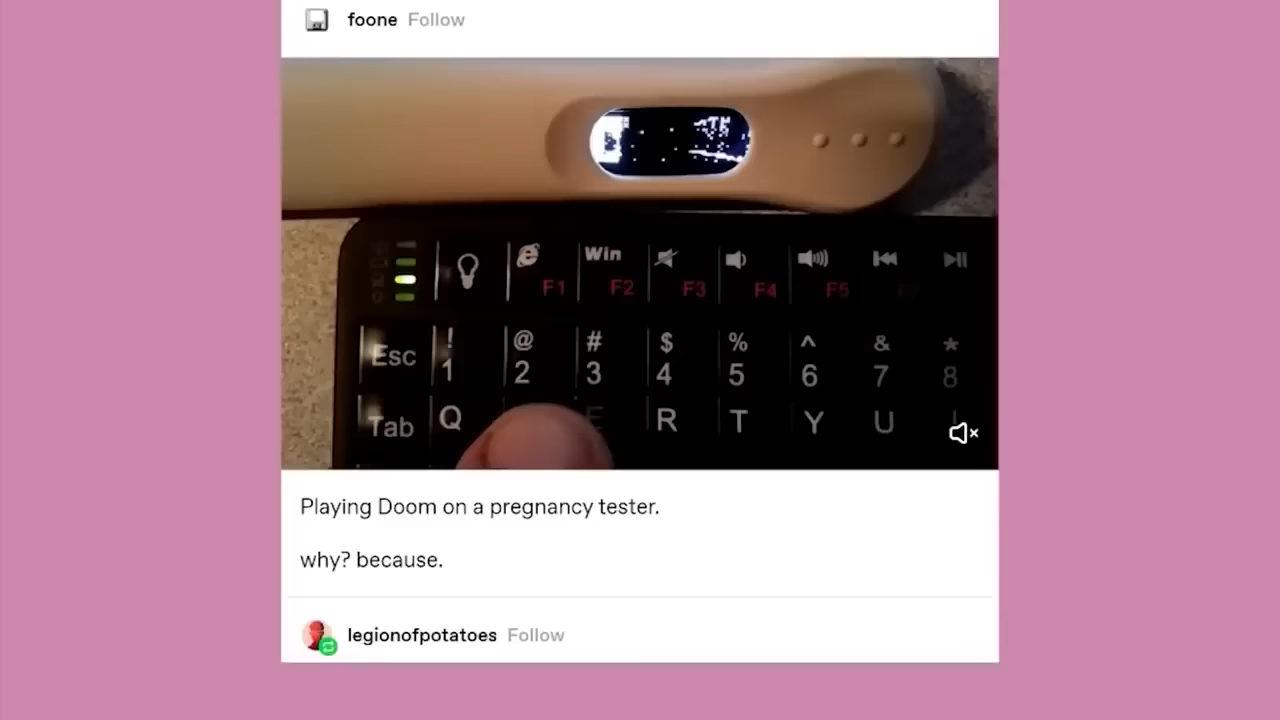 foone Follow
Win
F1 F2 F3 F4 F5
! @ # $ % ^ & *
Esc 1 2 3 4 5 6 7 8
Tab Q E R T Y U
Playing Doom on a pregnancy tester.
why? because.
legionofpotatoes Follow